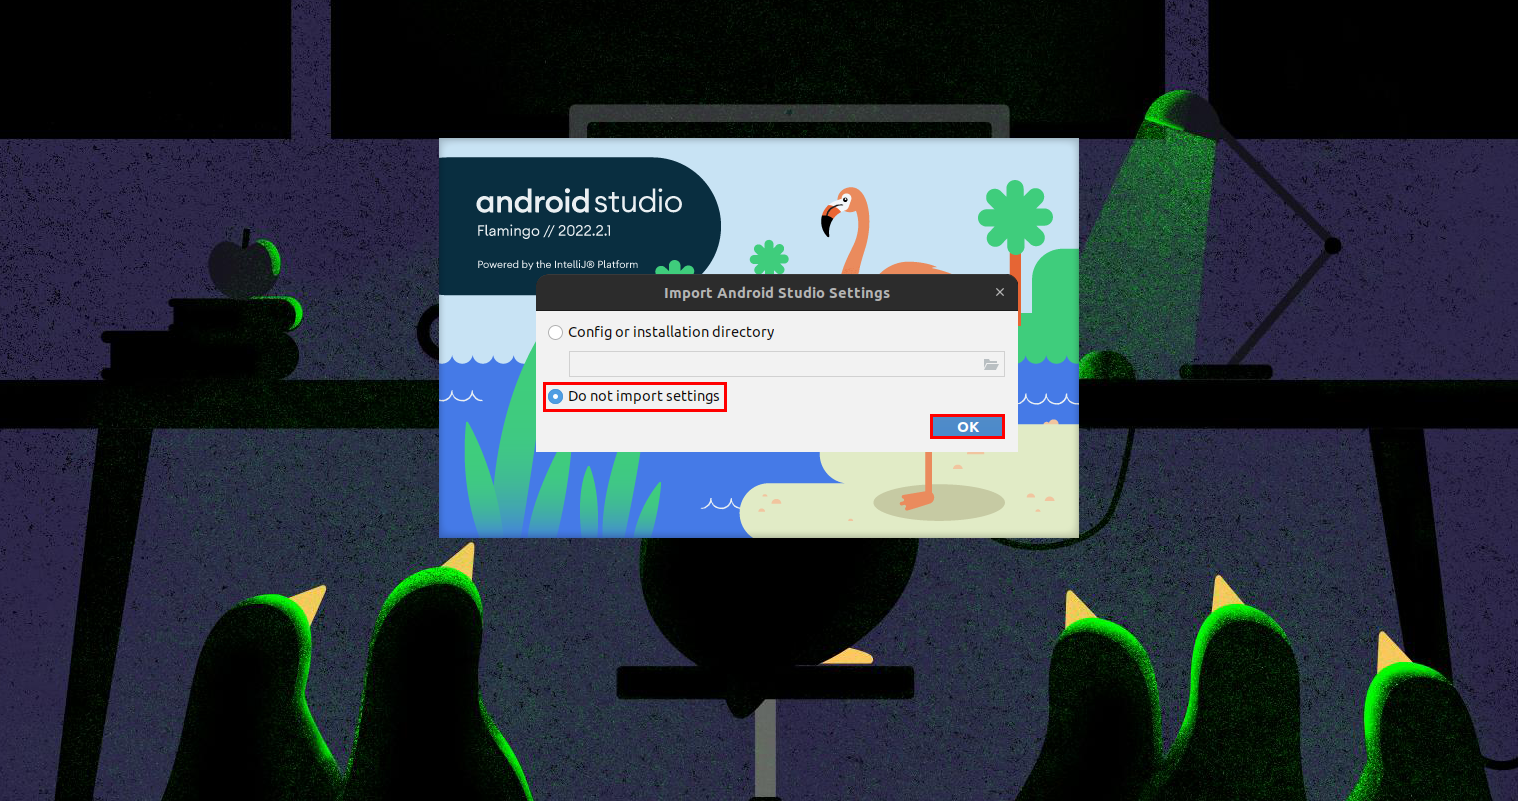 android studio
Flamingo // 2022.2.1
Powered by the IntelliJ® Platform
Import Android Studio Settings
Config or installation directory
Do not import settings
OK